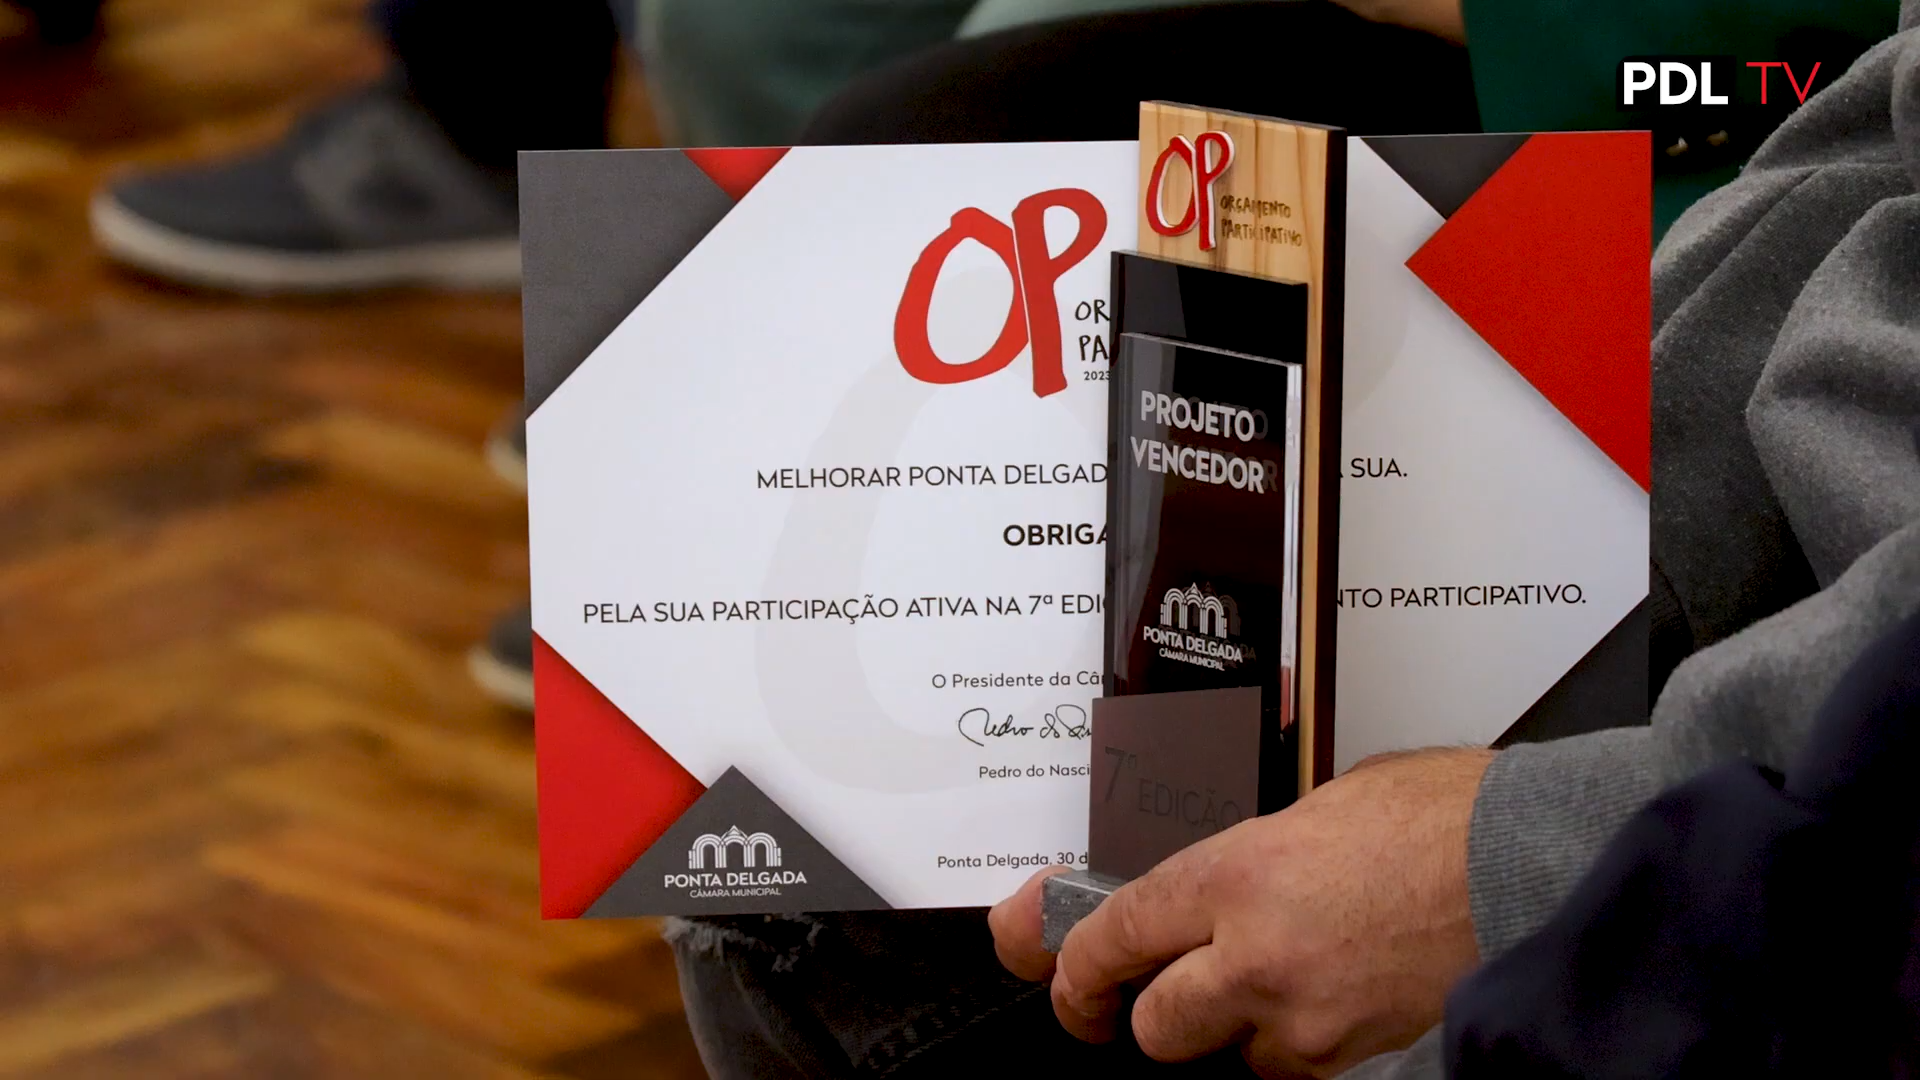 PDL TV
OP
ORÇAMENTO
PARTICIPATIVO
OP
OR
PA
2023
PROJETO
VENCEDOR
MELHORAR PONTA DELGAD SUA.
OBRIGA
PELA SUA PARTICIPAÇÃO ATIVA NA 7ª EDI NTO PARTICIPATIVO.
PONTA DELGADA
CÂMARA MUNICIPAL
O Presidente da Câ
Pedro do Nasci
7ª EDIÇÃO
Ponta Delgada, 30 d
PONTA DELGADA
CÂMARA MUNICIPAL